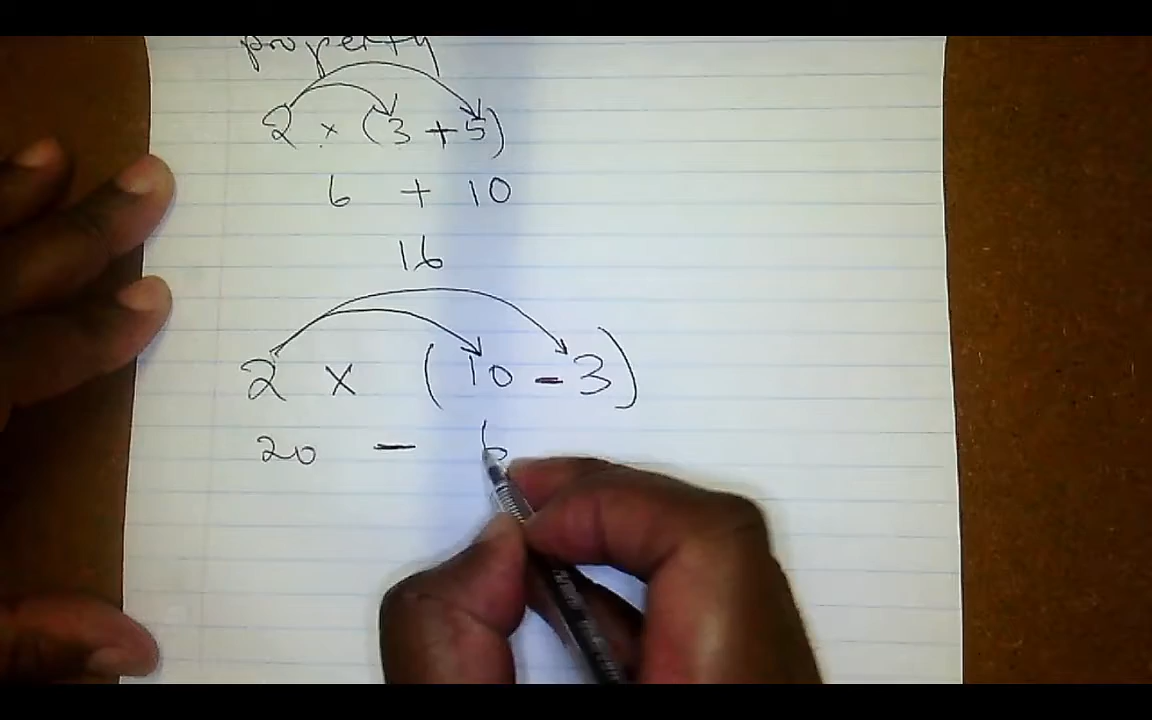 property
2 × (3 + 5)
6 + 10
16
2 × (10 - 3)
20 - 6